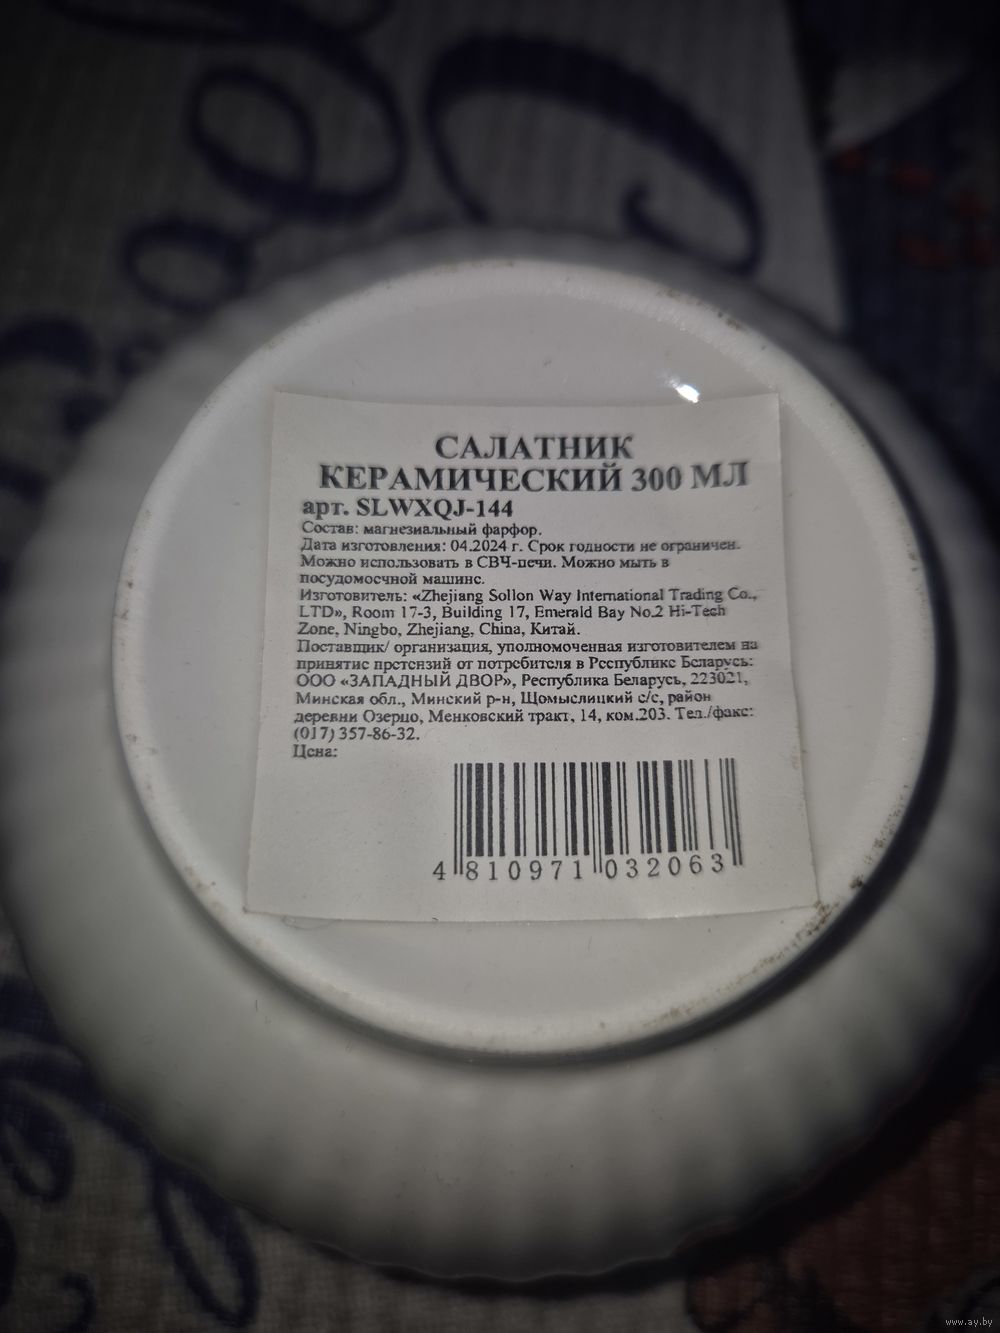 САЛАТНИК
КЕРАМИЧЕСКИЙ 300 МЛ
арт. SLWXQJ-144
Состав: магнезиальный фарфор.
Дата изготовления: 04.2024 г. Срок годности не ограничен.
Можно использовать в СВЧ-печи. Можно мыть в
посудомоечной машине.
Изготовитель: «Zhejiang Sollon Way International Trading Co.,
LTD», Room 17-3, Building 17, Emerald Bay No.2 Hi-Tech
Zone, Ningbo, Zhejiang, China, Китай.
Поставщик/ организация, уполномоченная изготовителем на
принятие претензий от потребителя в Республике Беларусь:
ООО «ЗАПАДНЫЙ ДВОР», Республика Беларусь, 223021,
Минская обл., Минский р-н, Щомыслицкий с/с, район
деревни Озерцо, Менковский тракт, 14, ком.203. Тел./факс:
(017) 357-86-32.
Цена:
4 810971 032063
www.ay.by